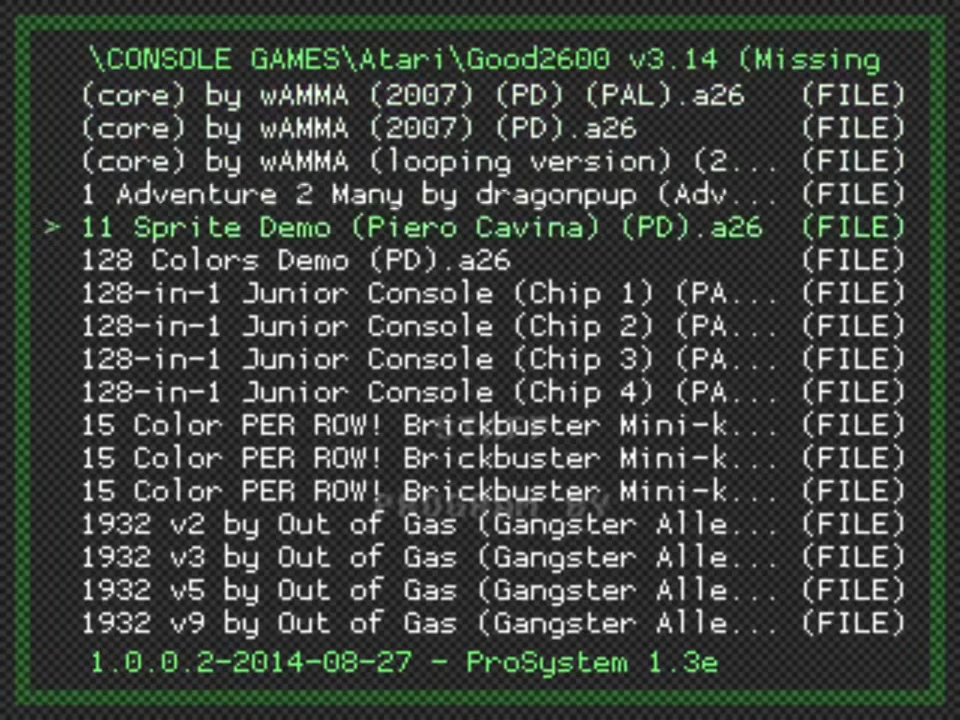 \CONSOLE GAMES\Atari\Good2600 v3.14 (Missing
(core) by wAMMA (2007) (PD) (PAL).a26 (FILE)
(core) by wAMMA (2007) (PD).a26 (FILE)
(core) by wAMMA (looping version) (2... (FILE)
1 Adventure 2 Many by dragonpup (Adv... (FILE)
> 11 Sprite Demo (Piero Cavina) (PD).a26 (FILE)
128 Colors Demo (PD).a26 (FILE)
128-in-1 Junior Console (Chip 1) (PA... (FILE)
128-in-1 Junior Console (Chip 2) (PA... (FILE)
128-in-1 Junior Console (Chip 3) (PA... (FILE)
128-in-1 Junior Console (Chip 4) (PA... (FILE)
15 Color PER ROW! Brickbuster Mini-k... (FILE)
15 Color PER ROW! Brickbuster Mini-k... (FILE)
15 Color PER ROW! Brickbuster Mini-k... (FILE)
1932 v2 by Out of Gas (Gangster Alle... (FILE)
1932 v3 by Out of Gas (Gangster Alle... (FILE)
1932 v5 by Out of Gas (Gangster Alle... (FILE)
1932 v9 by Out of Gas (Gangster Alle... (FILE)
1.0.0.2-2014-08-27 - ProSystem 1.3e